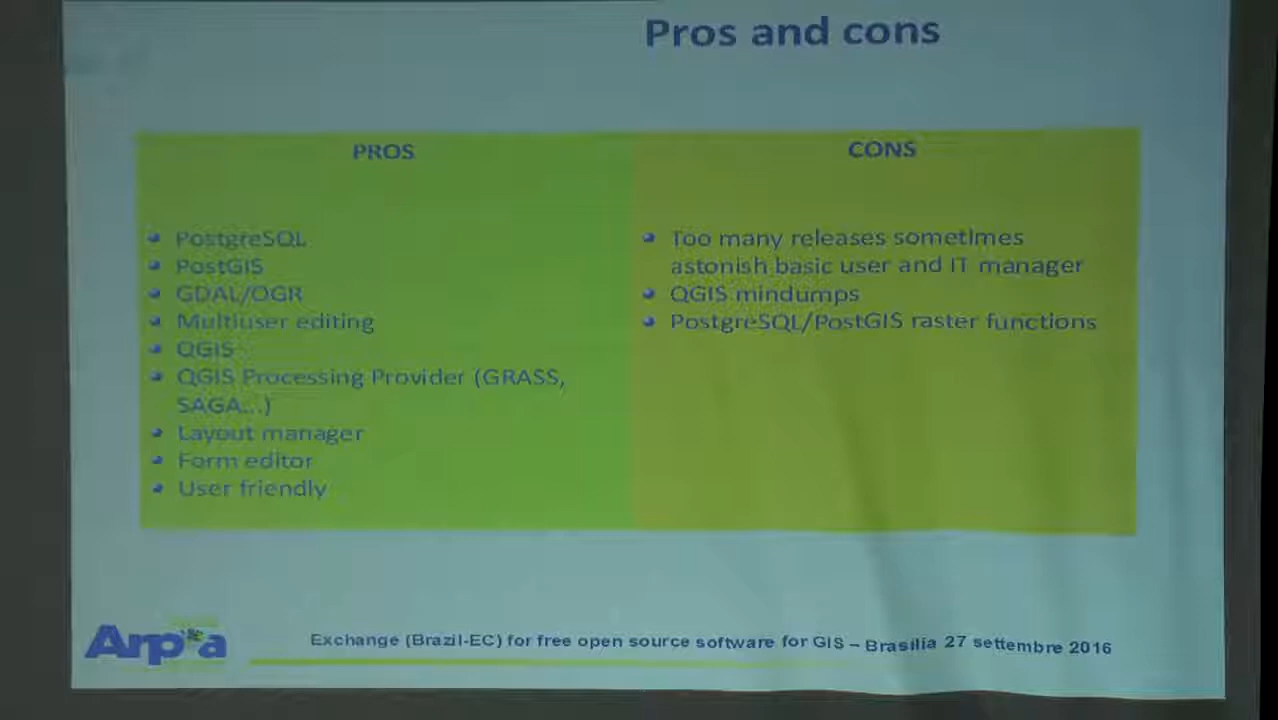 Pros and cons
PROS
PostgreSQL
PostGIS
GDAL/OGR
Multiuser editing
QGIS
QGIS Processing Provider (GRASS,
SAGA...)
Layout manager
Form editor
User friendly
CONS
Too many releases sometimes
astonish basic user and IT manager
QGIS mindumps
PostgreSQL/PostGIS raster functions
Arpa
Exchange (Brazil-EC) for free open source software for GIS – Brasilia 27 settembre 2016